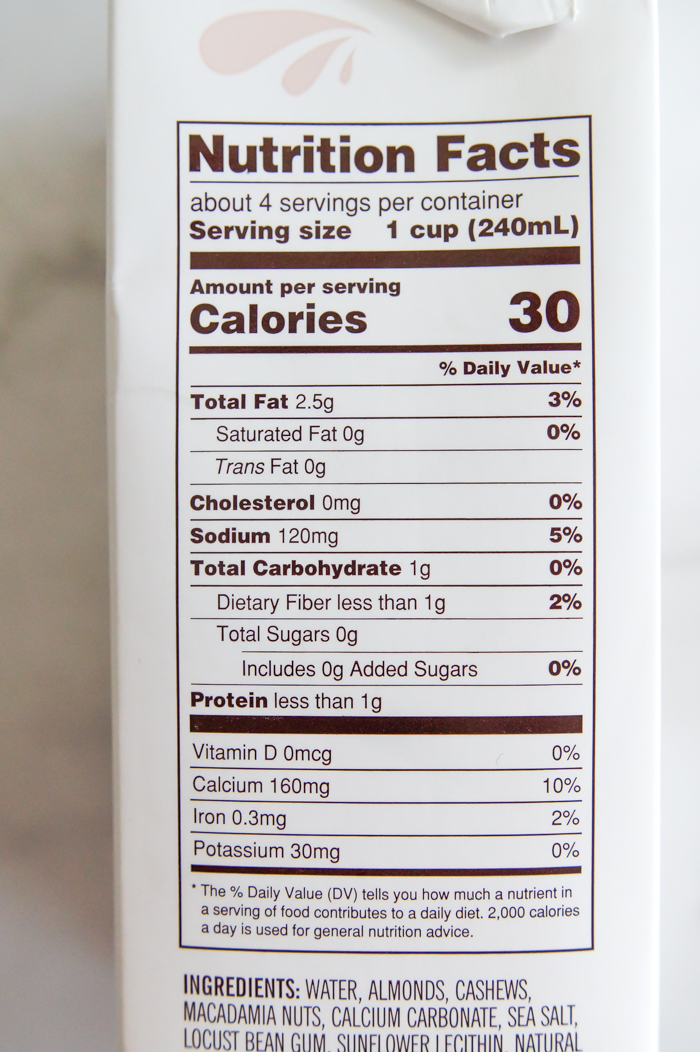 Nutrition Facts
about 4 servings per container
Serving size 1 cup (240mL)
Amount per serving
Calories 30
% Daily Value*
Total Fat 2.5g 3%
Saturated Fat 0g 0%
Trans Fat 0g
Cholesterol 0mg 0%
Sodium 120mg 5%
Total Carbohydrate 1g 0%
Dietary Fiber less than 1g 2%
Total Sugars 0g
Includes 0g Added Sugars 0%
Protein less than 1g
Vitamin D 0mcg 0%
Calcium 160mg 10%
Iron 0.3mg 2%
Potassium 30mg 0%
* The % Daily Value (DV) tells you how much a nutrient in
a serving of food contributes to a daily diet. 2,000 calories
a day is used for general nutrition advice.
INGREDIENTS: WATER, ALMONDS, CASHEWS,
MACADAMIA NUTS, CALCIUM CARBONATE, SEA SALT,
LOCUST BEAN GUM, SUNFLOWER LECITHIN, NATURAL